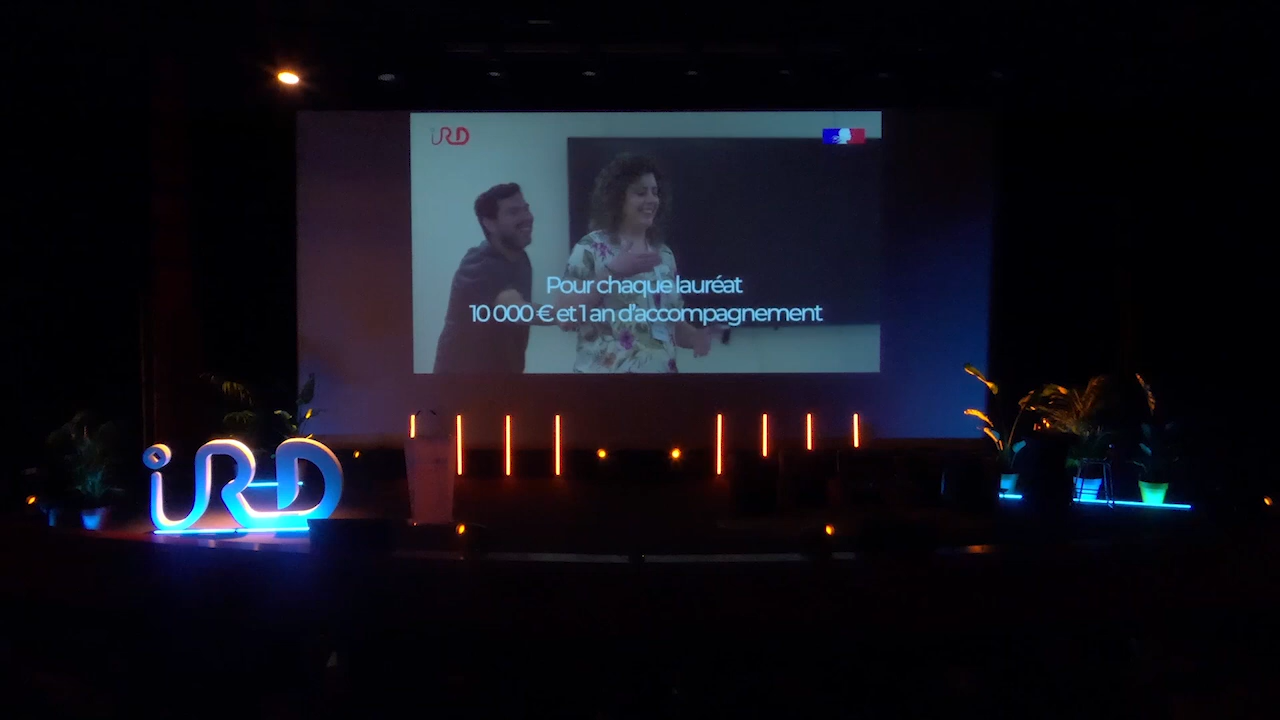 iRD
Pour chaque lauréat
10 000 € et 1 an d'accompagnement
iRD